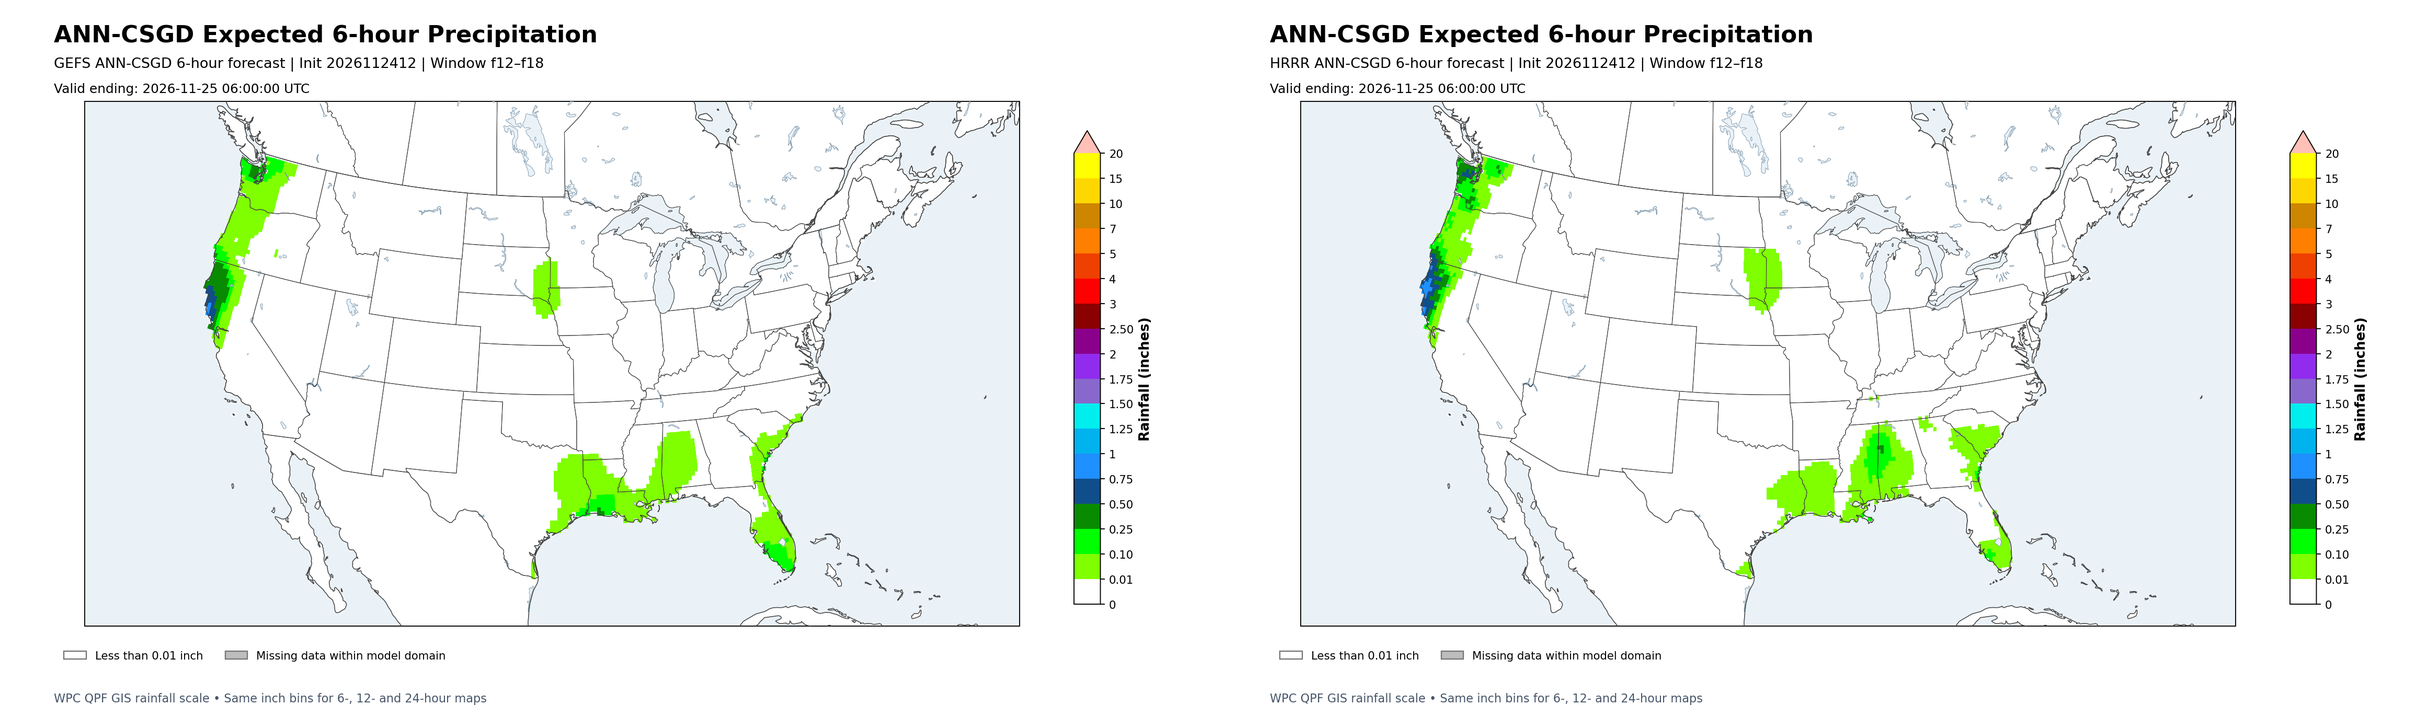 ANN-CSGD Expected 6-hour Precipitation
GEFS ANN-CSGD 6-hour forecast | Init 2026112412 | Window f12–f18
Valid ending: 2026-11-25 06:00:00 UTC
20
15
10
7
5
4
3
2.50
2
1.75
1.50
1.25
1
0.75
0.50
0.25
0.10
0.01
0
Rainfall (inches)
Less than 0.01 inch
Missing data within model domain
WPC QPF GIS rainfall scale • Same inch bins for 6-, 12- and 24-hour maps
ANN-CSGD Expected 6-hour Precipitation
HRRR ANN-CSGD 6-hour forecast | Init 2026112412 | Window f12–f18
Valid ending: 2026-11-25 06:00:00 UTC
20
15
10
7
5
4
3
2.50
2
1.75
1.50
1.25
1
0.75
0.50
0.25
0.10
0.01
0
Rainfall (inches)
Less than 0.01 inch
Missing data within model domain
WPC QPF GIS rainfall scale • Same inch bins for 6-, 12- and 24-hour maps